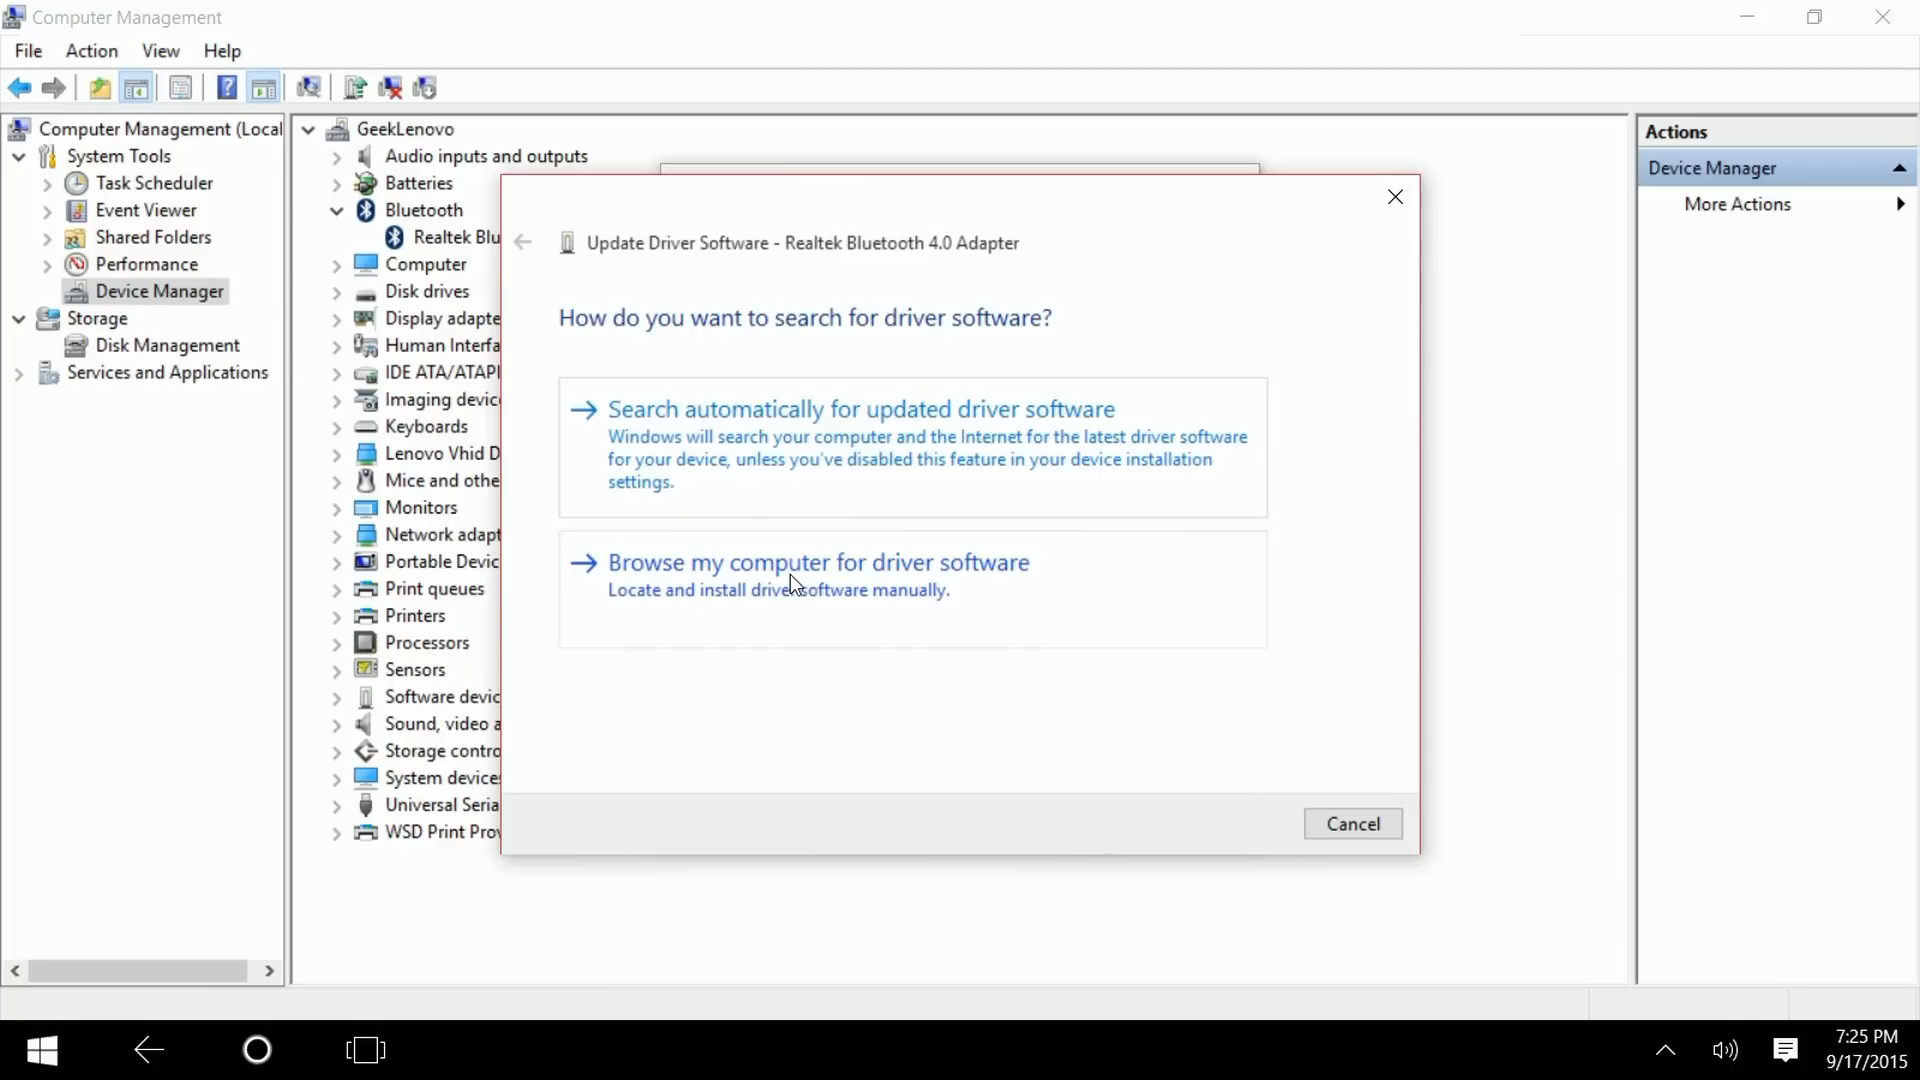 Computer Management
File Action View Help
Computer Management (Local
System Tools
Task Scheduler
Event Viewer
Shared Folders
Performance
Device Manager
Storage
Disk Management
Services and Applications
GeekLenovo
Audio inputs and outputs
Batteries
Bluetooth
Realtek Blu
Computer
Disk drives
Display adapte
Human Interfa
IDE ATA/ATAPI
Imaging device
Keyboards
Lenovo Vhid D
Mice and othe
Monitors
Network adapt
Portable Devic
Print queues
Printers
Processors
Sensors
Software devic
Sound, video a
Storage contro
System devices
Universal Seria
WSD Print Prov
Update Driver Software - Realtek Bluetooth 4.0 Adapter
How do you want to search for driver software?
Search automatically for updated driver software
Windows will search your computer and the Internet for the latest driver software
for your device, unless you've disabled this feature in your device installation
settings.
Browse my computer for driver software
Locate and install driver software manually.
Cancel
Actions
Device Manager
More Actions
7:25 PM
9/17/2015